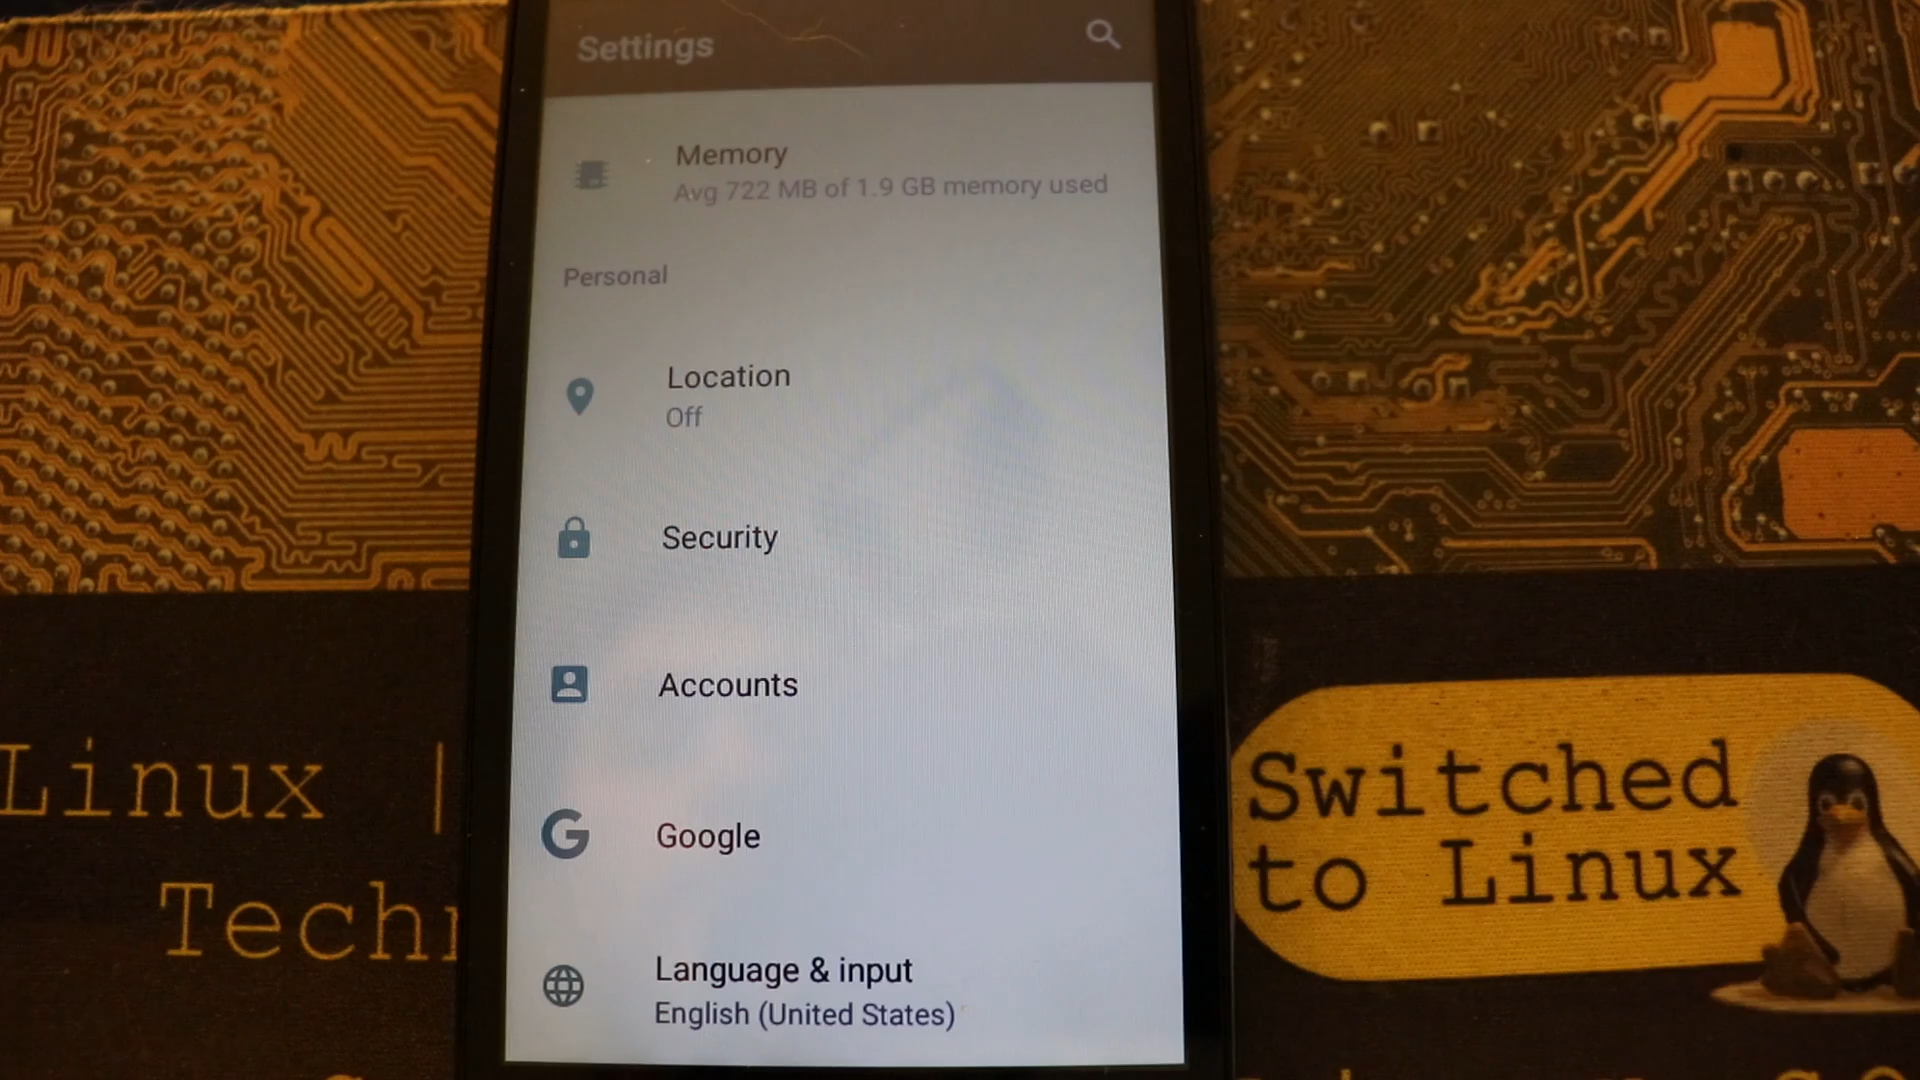 Settings
Memory
Avg 722 MB of 1.9 GB memory used
Personal
Location
Off
Security
Accounts
Google
Language & input
English (United States)
Linux |
Switched
to Linux